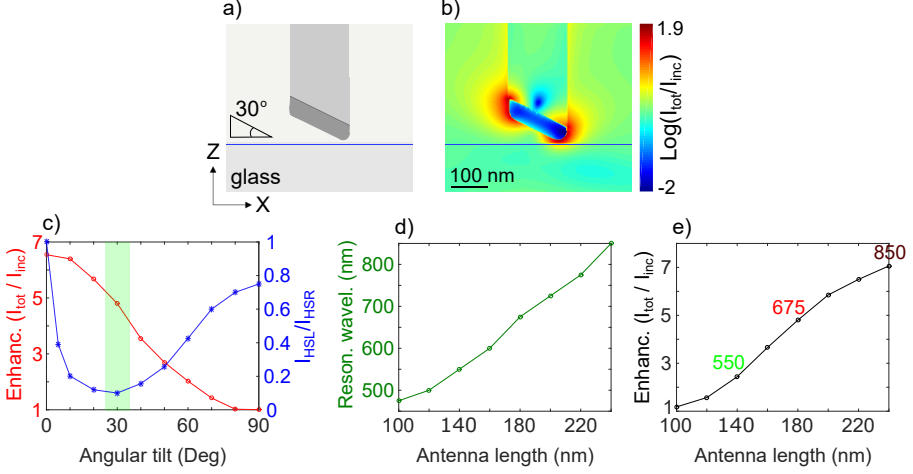 a)
30°
Z
glass
X
b)
100 nm
1.9
Log(I_tot/I_inc)
-2
c)
Enhanc. (I_tot / I_inc)
7
5
3
1
0 30 60 90
Angular tilt (Deg)
1
0.8
0.6
0.4
0.2
0
I_HSL/I_HSR
d)
Reson. wavel. (nm)
800
700
600
500
100 140 180 220
Antenna length (nm)
e)
Enhanc. (I_tot / I_inc)
7
5
3
1
550
675
850
100 140 180 220
Antenna length (nm)